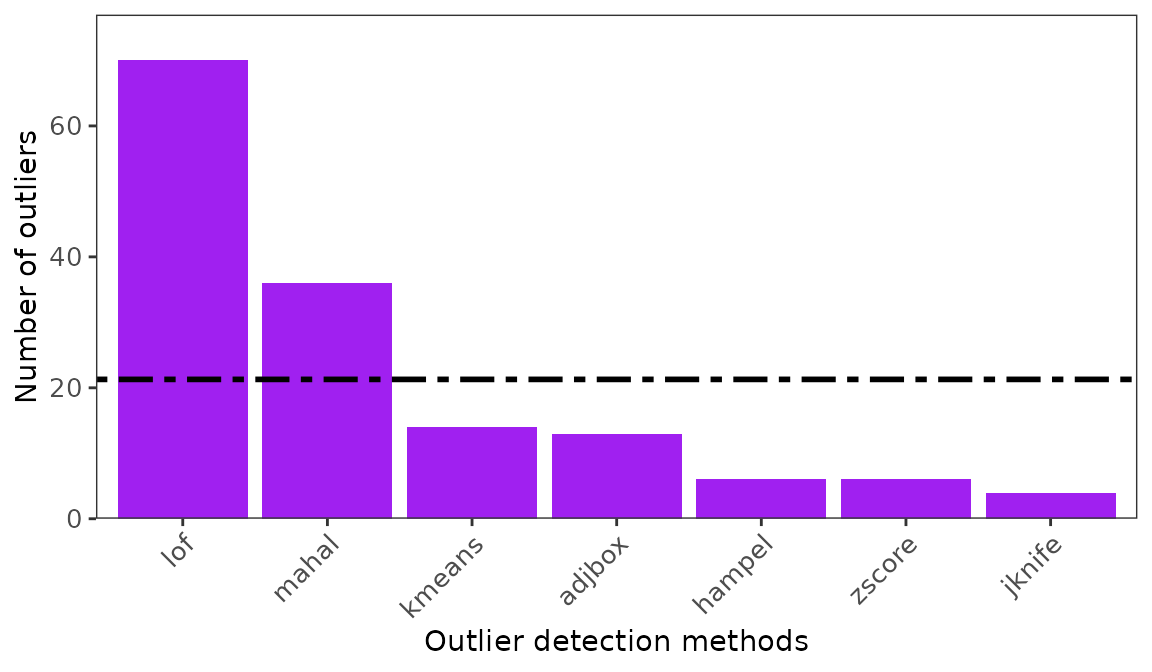 Number of outliers
60
40
20
0
lof
mahal
kmeans
adjbox
hampel
zscore
jknife
Outlier detection methods